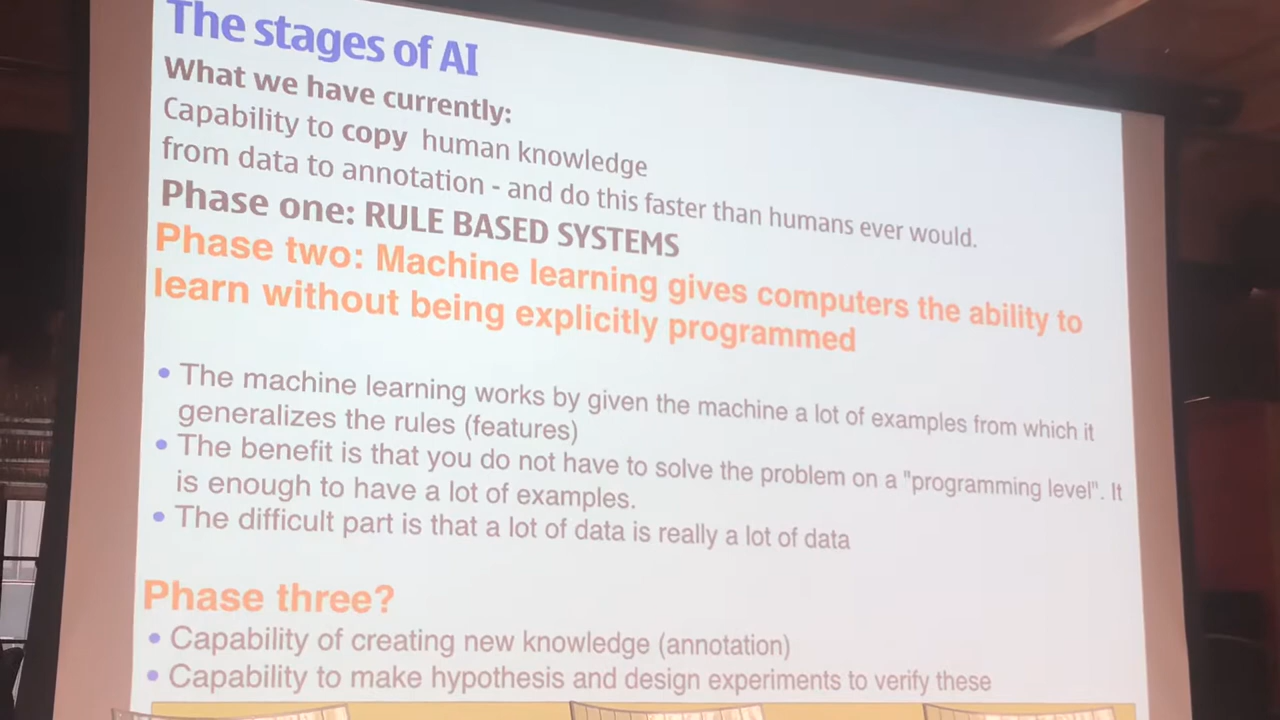 The stages of AI
What we have currently:
Capability to copy human knowledge
from data to annotation - and do this faster than humans ever would.
Phase one: RULE BASED SYSTEMS
Phase two: Machine learning gives computers the ability to
learn without being explicitly programmed
• The machine learning works by given the machine a lot of examples from which it
generalizes the rules (features)
• The benefit is that you do not have to solve the problem on a "programming level". It
is enough to have a lot of examples.
• The difficult part is that a lot of data is really a lot of data
Phase three?
• Capability of creating new knowledge (annotation)
• Capability to make hypothesis and design experiments to verify these